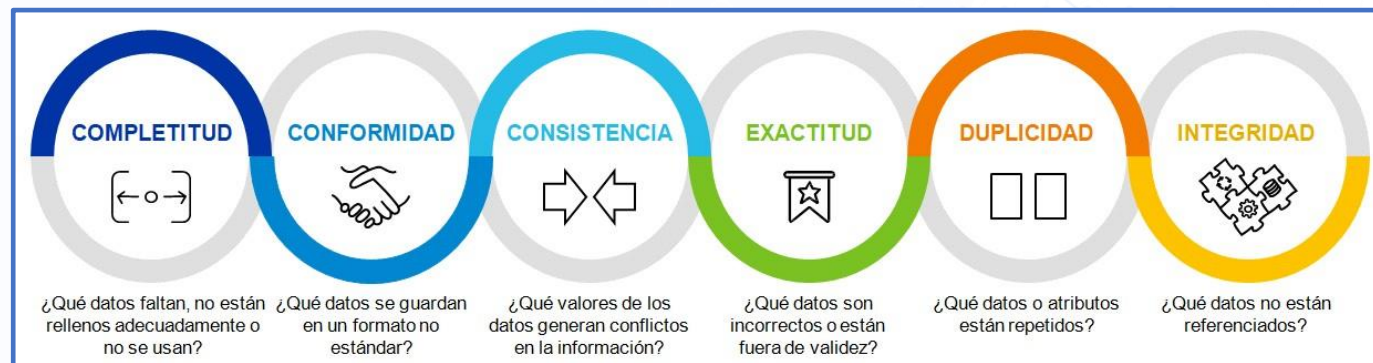 COMPLETITUD
CONFORMIDAD
CONSISTENCIA
EXACTITUD
DUPLICIDAD
INTEGRIDAD
¿Qué datos faltan, no están
rellenos adecuadamente o
no se usan?
¿Qué datos se guardan
en un formato no
estándar?
¿Qué valores de los
datos generan conflictos
en la información?
¿Qué datos son
incorrectos o están
fuera de validez?
¿Qué datos o atributos
están repetidos?
¿Qué datos no están
referenciados?